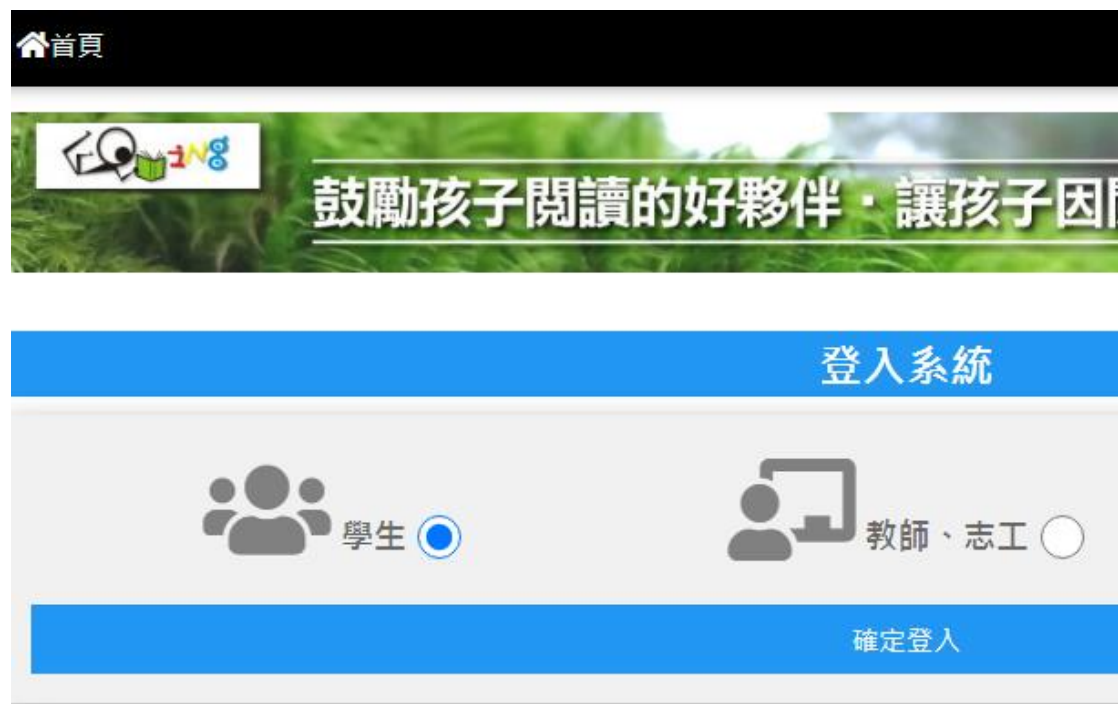 首頁
鼓勵孩子閱讀的好夥伴‧讓孩子因
登入系統
學生
教師、志工
確定登入